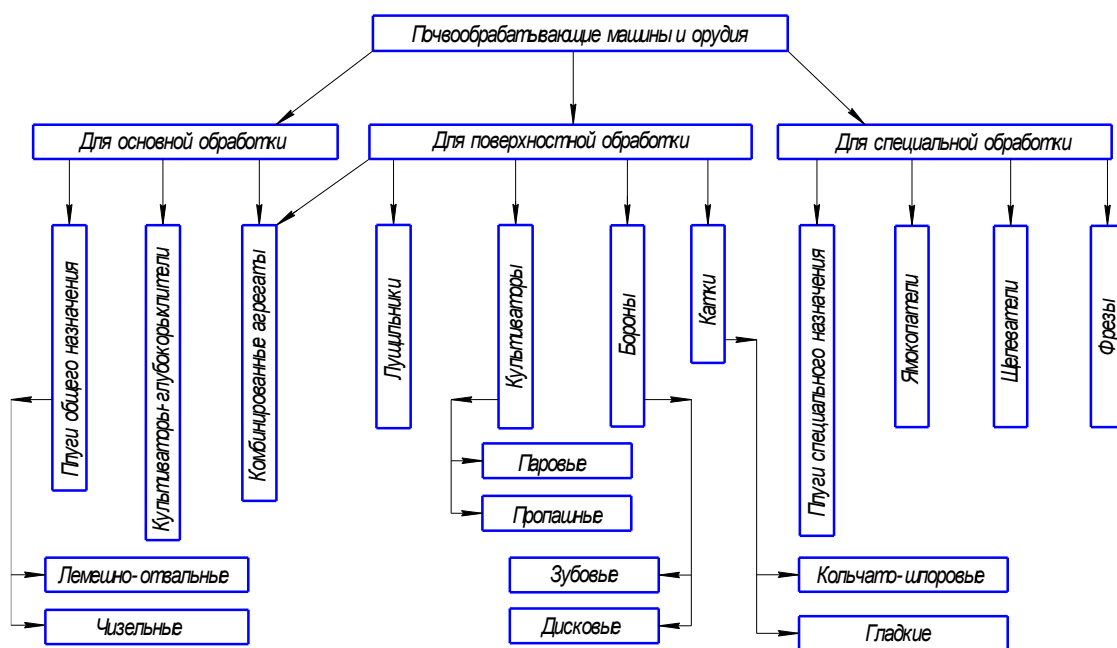 Почвообрабатывающие машины и орудия
Для основной обработки
Для поверхностной обработки
Для специальной обработки
Плуги общего назначения
Культиваторы-глубокорыклители
Комбинированные агрегаты
Лущильники
Культиваторы
Бороны
Катки
Плуги специального назначения
Ямокопатели
Щелеватели
Фрезы
Паровые
Пропашные
Лемешно-отвальные
Зубовые
Кольчато-шпоровые
Чизельные
Дисковые
Гладкие